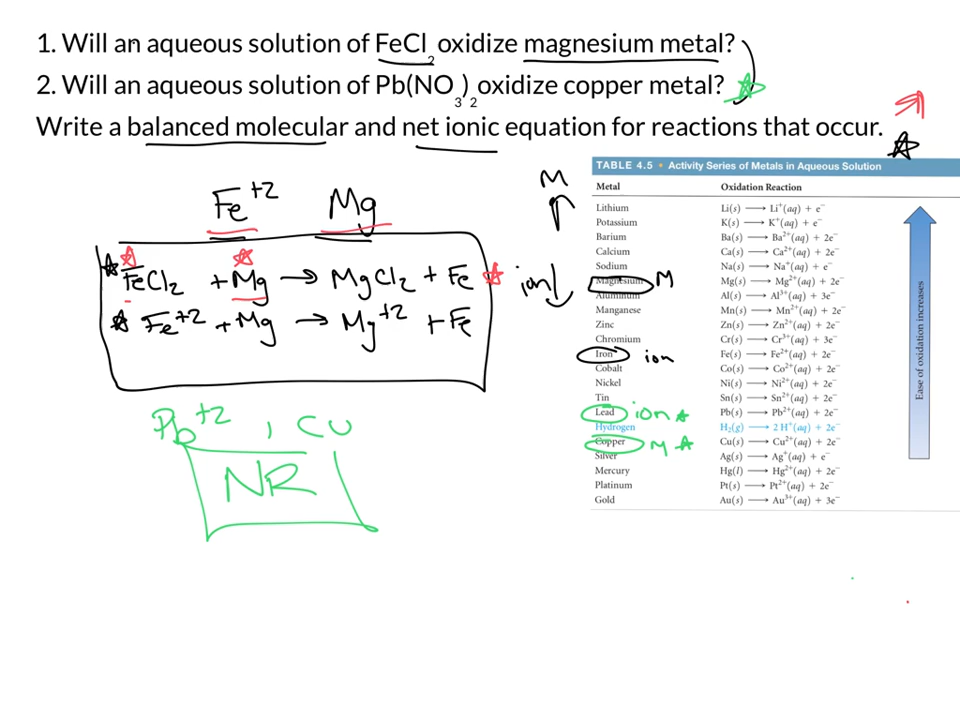 1. Will an aqueous solution of FeCl2 oxidize magnesium metal?
2. Will an aqueous solution of Pb(NO3)2 oxidize copper metal?
Write a balanced molecular and net ionic equation for reactions that occur.
TABLE 4.5 • Activity Series of Metals in Aqueous Solution
Metal Oxidation Reaction
Lithium Li(s) ⟶ Li⁺(aq) + e⁻
Potassium K(s) ⟶ K⁺(aq) + e⁻
Barium Ba(s) ⟶ Ba²⁺(aq) + 2e⁻
Calcium Ca(s) ⟶ Ca²⁺(aq) + 2e⁻
Sodium Na(s) ⟶ Na⁺(aq) + e⁻
Magnesium M Mg(s) ⟶ Mg²⁺(aq) + 2e⁻
Aluminum Al(s) ⟶ Al³⁺(aq) + 3e⁻
Manganese Mn(s) ⟶ Mn²⁺(aq) + 2e⁻
Zinc Zn(s) ⟶ Zn²⁺(aq) + 2e⁻
Chromium Cr(s) ⟶ Cr³⁺(aq) + 3e⁻
Iron ion Fe(s) ⟶ Fe²⁺(aq) + 2e⁻
Cobalt Co(s) ⟶ Co²⁺(aq) + 2e⁻
Nickel Ni(s) ⟶ Ni²⁺(aq) + 2e⁻
Tin Sn(s) ⟶ Sn²⁺(aq) + 2e⁻
Lead ion Pb(s) ⟶ Pb²⁺(aq) + 2e⁻
Hydrogen H₂(g) ⟶ 2 H⁺(aq) + 2e⁻
Copper M Cu(s) ⟶ Cu²⁺(aq) + 2e⁻
Silver Ag(s) ⟶ Ag⁺(aq) + e⁻
Mercury Hg(l) ⟶ Hg²⁺(aq) + 2e⁻
Platinum Pt(s) ⟶ Pt²⁺(aq) + 2e⁻
Gold Au(s) ⟶ Au³⁺(aq) + 3e⁻
Ease of oxidation increases
M
ion
Fe+2 Mg
FeCl2 + Mg → MgCl2 + Fe
Fe+2 + Mg → Mg+2 + Fe
Pb+2, Cu
NR